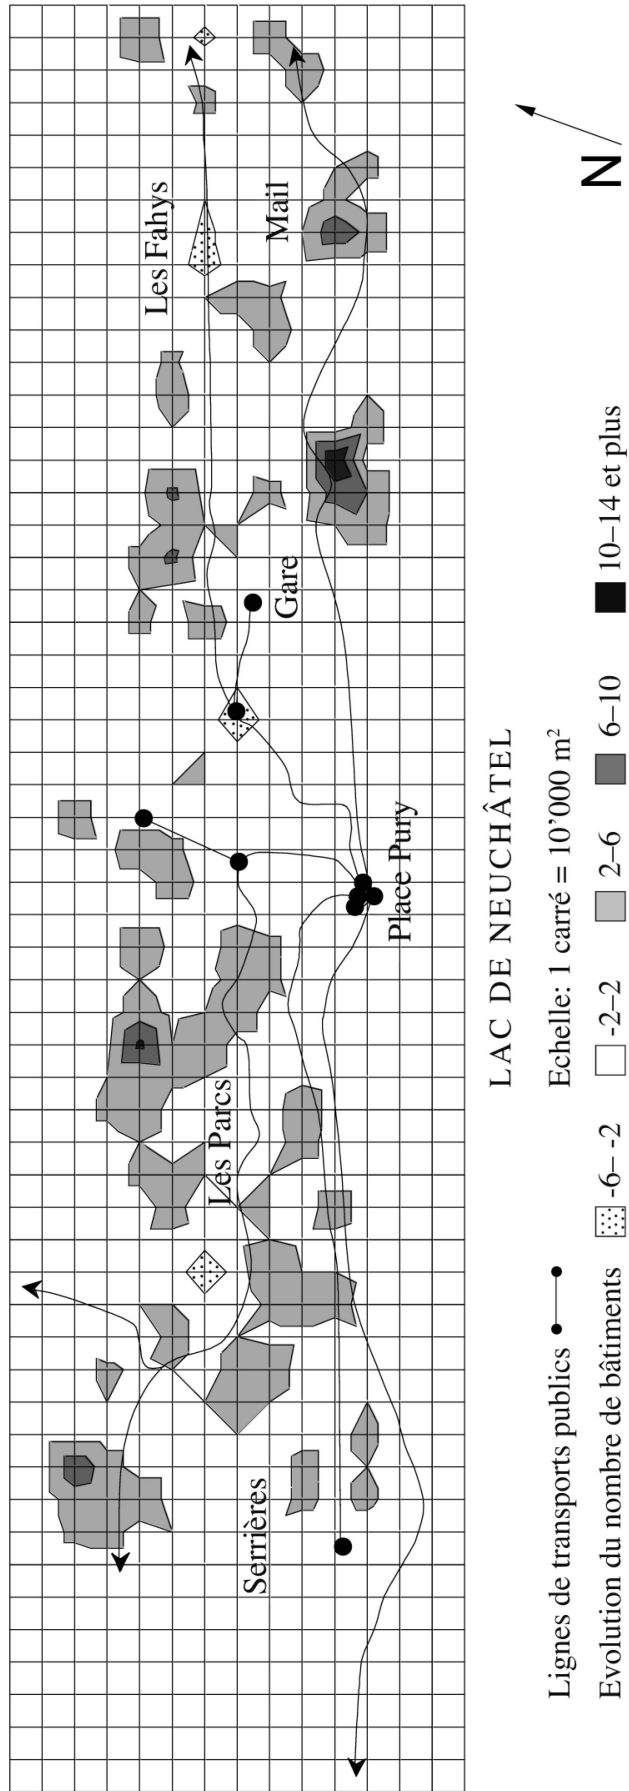 Les Fahys
Mail
Gare
Place Pury
Les Parcs
Serrières
LAC DE NEUCHÂTEL
N
Lignes de transports publics
Echelle: 1 carré = 10’000 m²
Evolution du nombre de bâtiments
-6– -2
-2–2
2–6
6–10
10–14 et plus